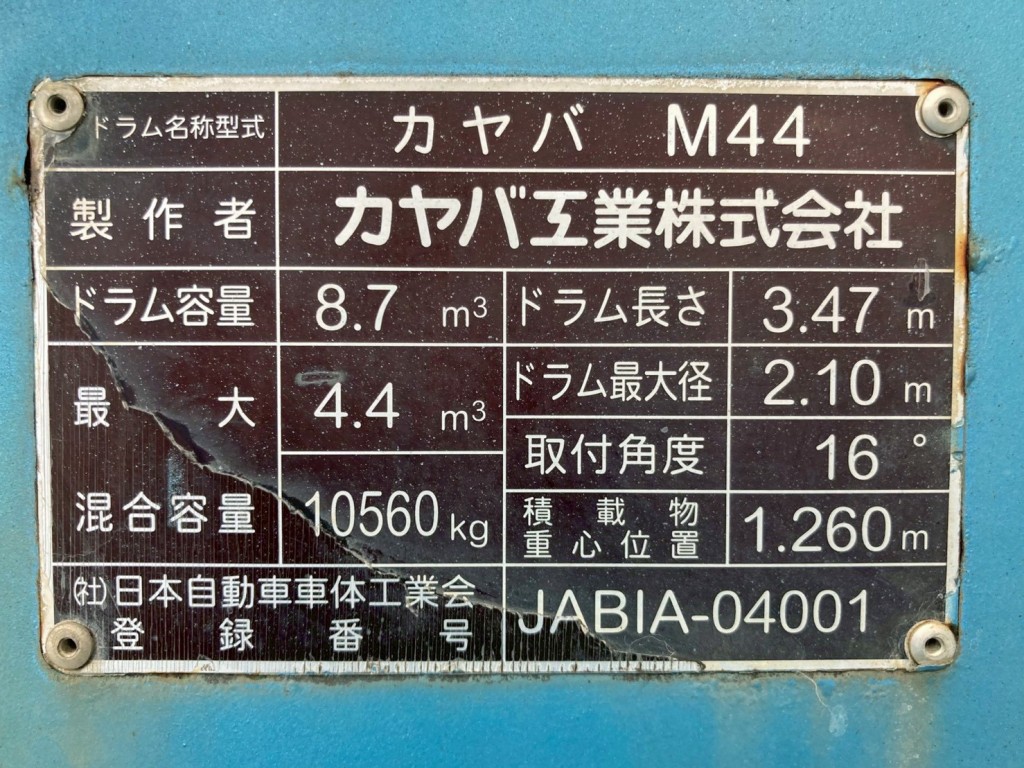 ドラム名称型式 カヤバ M44
製作者 カヤバ工業株式会社
ドラム容量 8.7 m³ ドラム長さ 3.47 m
最大 4.4 m³ ドラム最大径 2.10 m
取付角度 16°
混合容量 10560 kg 積載物 1.260 m
重心位置
(社)日本自動車車体工業会 JABIA-04001
登録番号